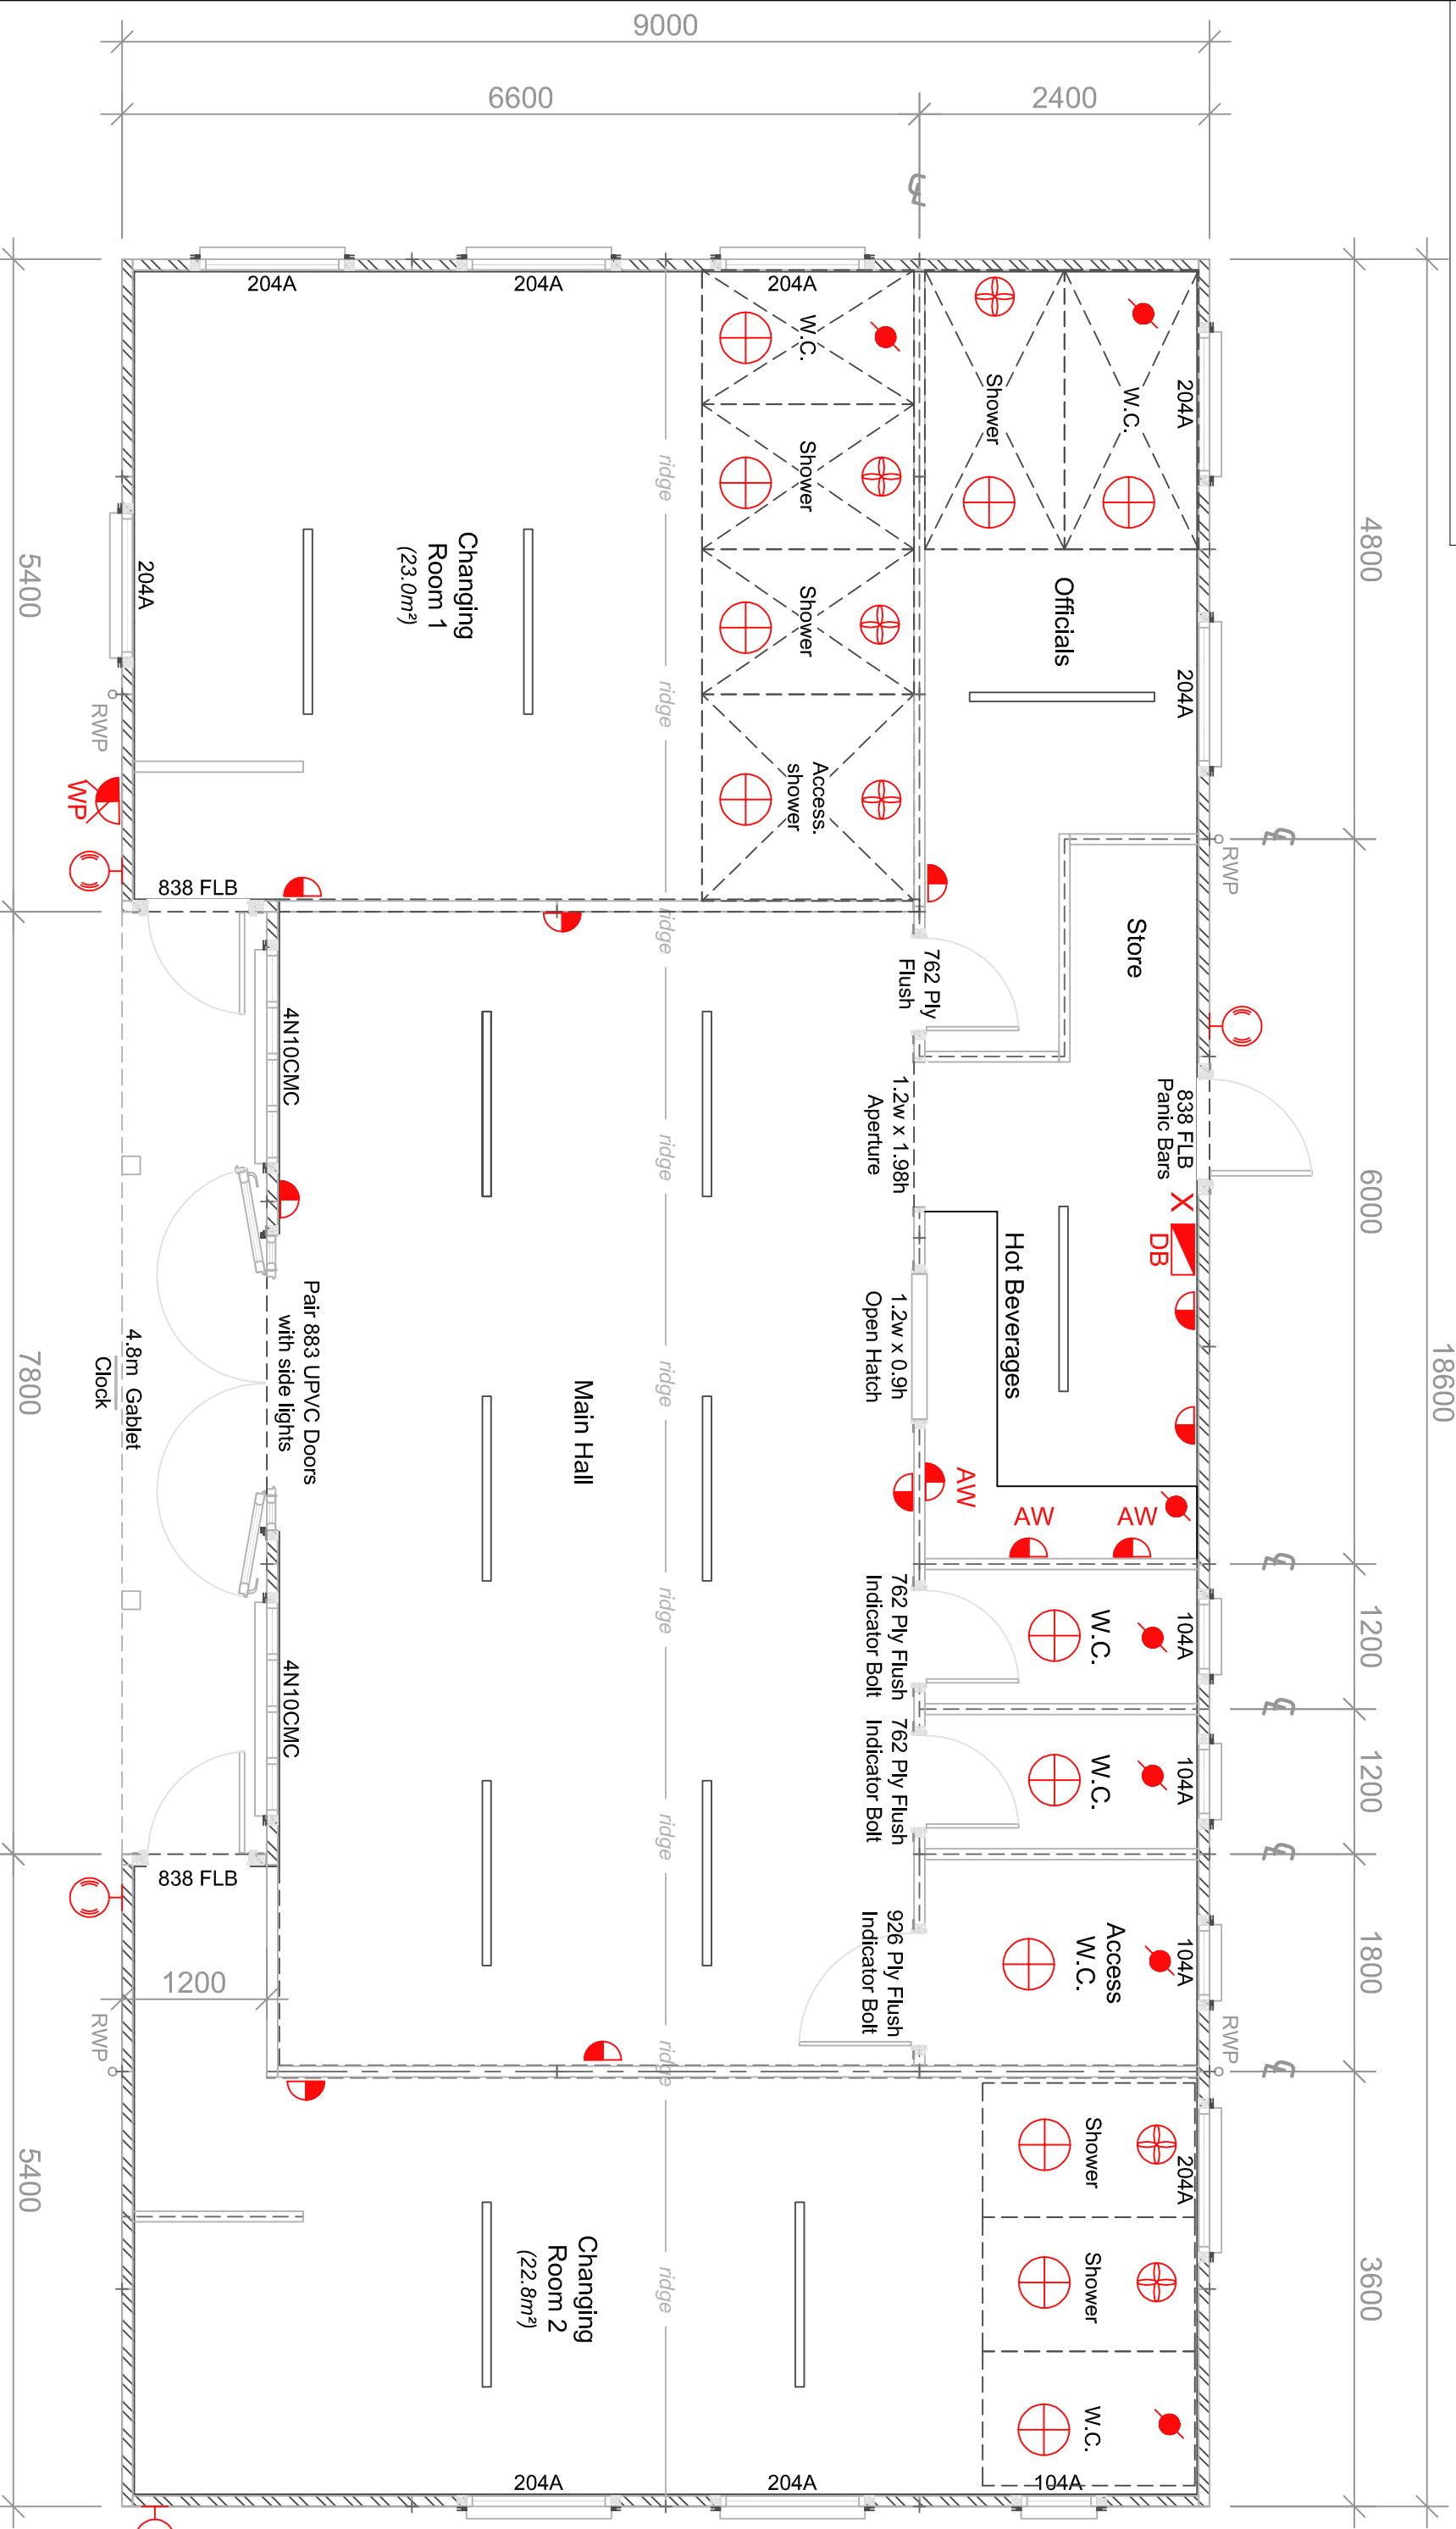 18600
4800
6000
1200
1200
1800
3600
9000
6600
2400
℄
RWP
RWP
204A
204A
838 FLB
Panic Bars
X
DB
104A
104A
104A
204A
W.C.
Shower
Officials
Store
Hot Beverages
AW
AW
AW
W.C.
W.C.
Access
W.C.
Shower
Shower
W.C.
762 Ply
Flush
1.2w x 1.98h
Aperture
1.2w x 0.9h
Open Hatch
762 Ply Flush
Indicator Bolt
762 Ply Flush
Indicator Bolt
926 Ply Flush
Indicator Bolt
204A
W.C.
Shower
Shower
Access.
shower
104A
204A
ridge
ridge
ridge
ridge
ridge
ridge
ridge
ridge
ridge
204A
204A
Changing
Room 1
(23.0m²)
Main Hall
Changing
Room 2
(22.8m²)
204A
204A
838 FLB
4N10CMC
Pair 883 UPVC Doors
with side lights
4N10CMC
838 FLB
1200
204A
RWP
WP
4.8m Gablet
Clock
RWP
5400
7800
5400